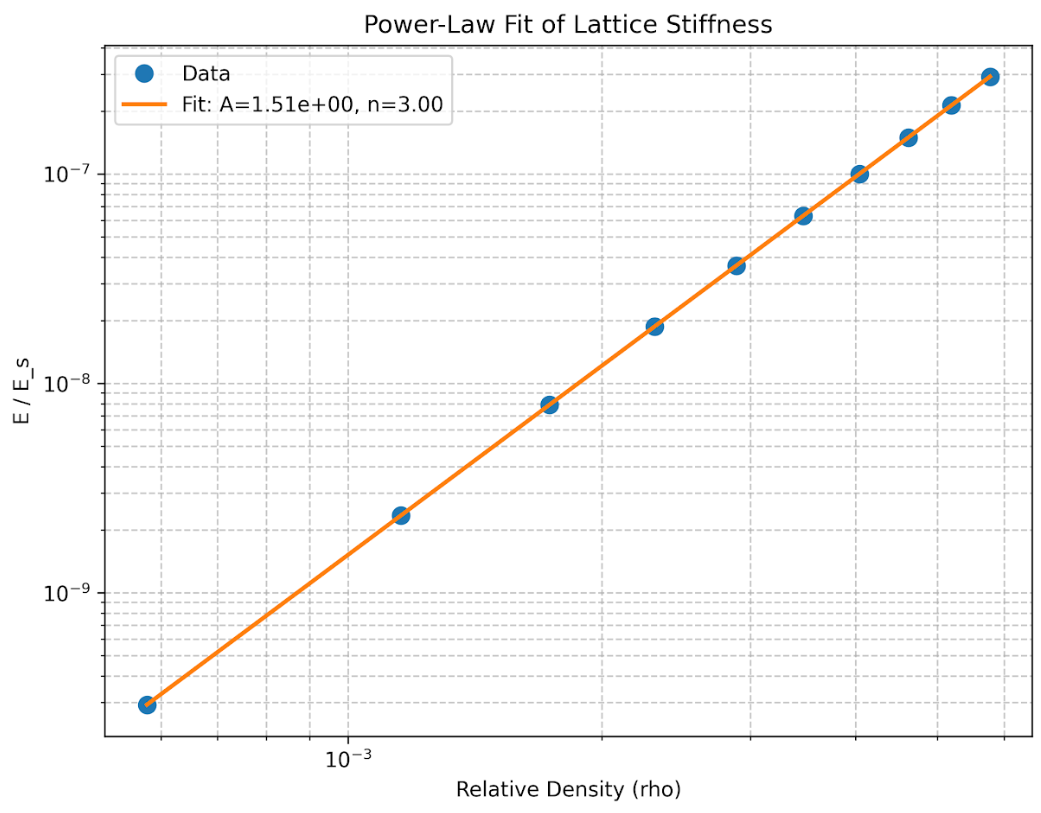 Power-Law Fit of Lattice Stiffness
Data
Fit: A=1.51e+00, n=3.00
10⁻⁷
10⁻⁸
10⁻⁹
E / E_s
10⁻³
Relative Density (rho)